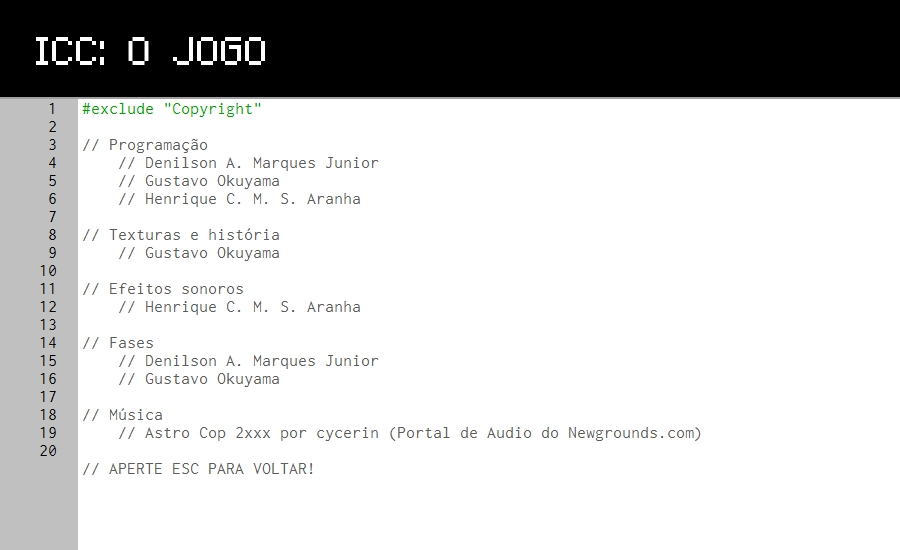 ICC: O JOGO
1 #exclude "Copyright"
2
3 // Programação
4 // Denilson A. Marques Junior
5 // Gustavo Okuyama
6 // Henrique C. M. S. Aranha
7
8 // Texturas e história
9 // Gustavo Okuyama
10
11 // Efeitos sonoros
12 // Henrique C. M. S. Aranha
13
14 // Fases
15 // Denilson A. Marques Junior
16 // Gustavo Okuyama
17
18 // Música
19 // Astro Cop 2xxx por cycerin (Portal de Audio do Newgrounds.com)
20
// APERTE ESC PARA VOLTAR!